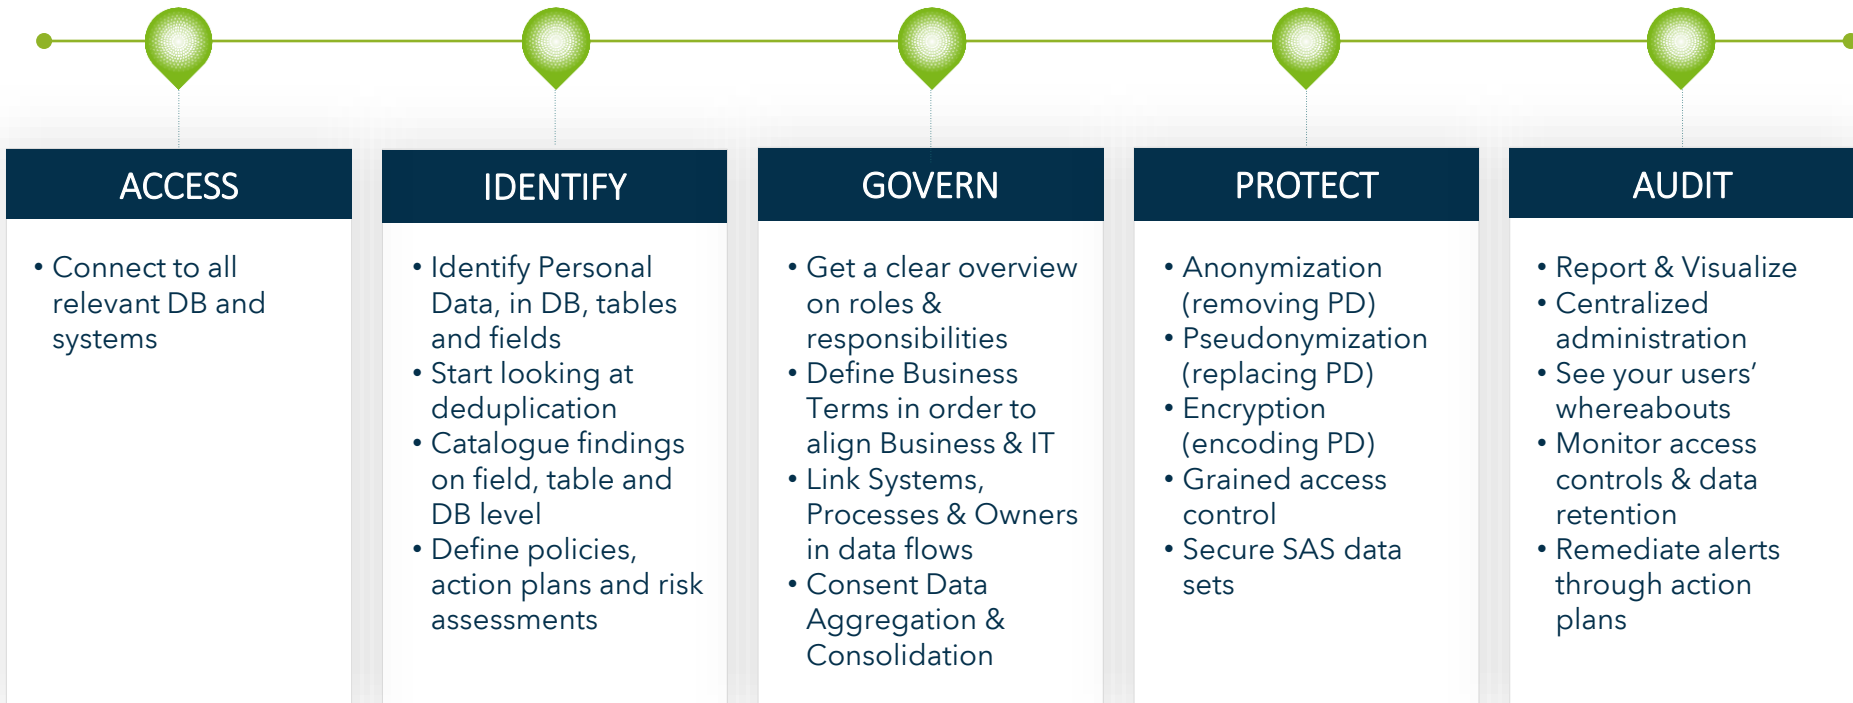 ACCESS
• Connect to all
relevant DB and
systems
IDENTIFY
• Identify Personal
Data, in DB, tables
and fields
• Start looking at
deduplication
• Catalogue findings
on field, table and
DB level
• Define policies,
action plans and risk
assessments
GOVERN
• Get a clear overview
on roles &
responsibilities
• Define Business
Terms in order to
align Business & IT
• Link Systems,
Processes & Owners
in data flows
• Consent Data
Aggregation &
Consolidation
PROTECT
• Anonymization
(removing PD)
• Pseudonymization
(replacing PD)
• Encryption
(encoding PD)
• Grained access
control
• Secure SAS data
sets
AUDIT
• Report & Visualize
• Centralized
administration
• See your users’
whereabouts
• Monitor access
controls & data
retention
• Remediate alerts
through action
plans